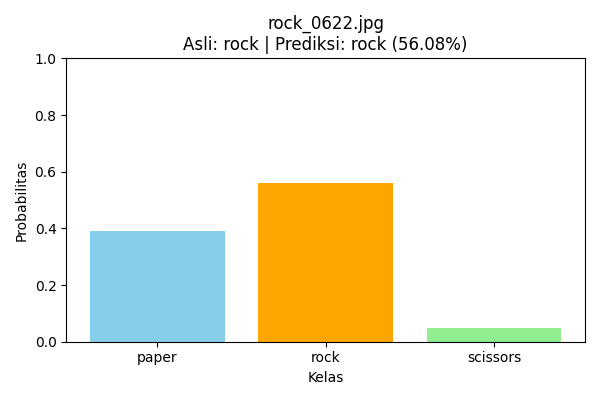 rock_0622.jpg
Asli: rock | Prediksi: rock (56.08%)
1.0
0.8
0.6
0.4
0.2
0.0
Probabilitas
paper
rock
scissors
Kelas